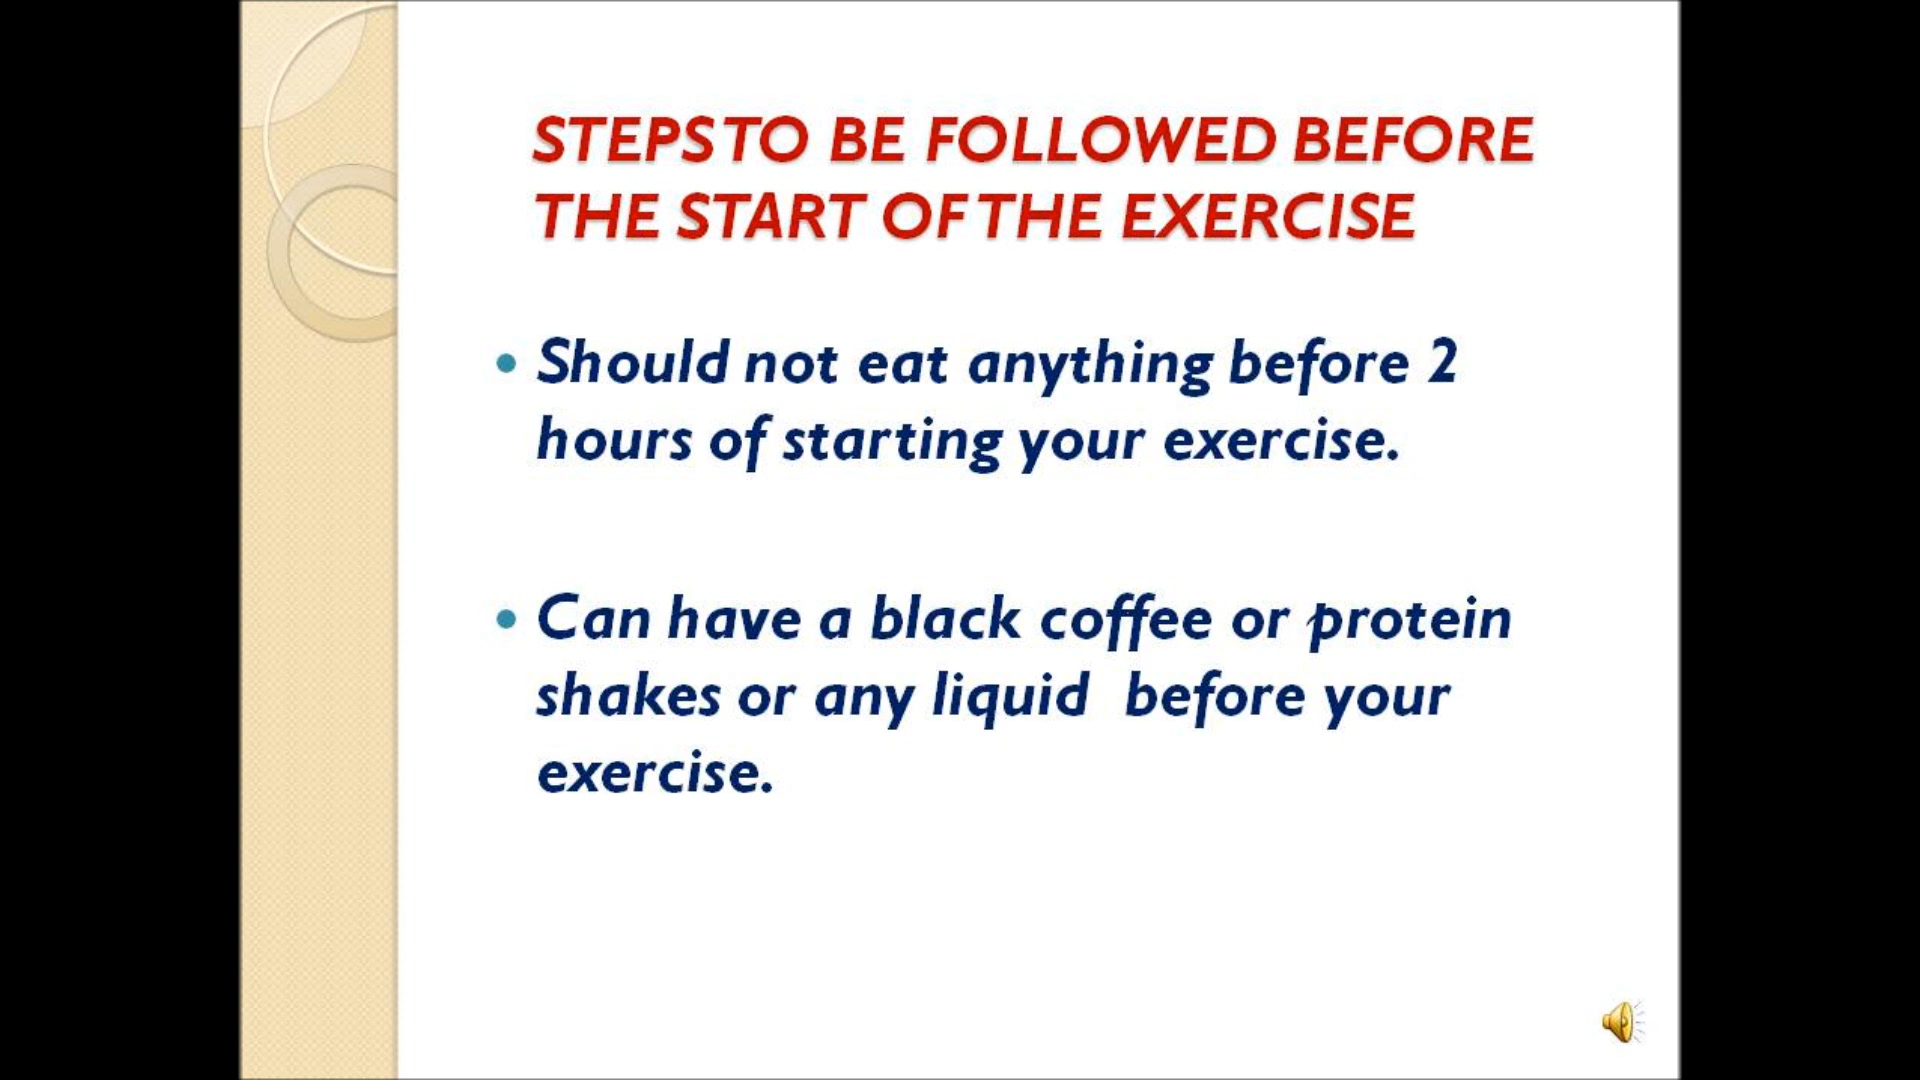 STEPS TO BE FOLLOWED BEFORE
THE START OF THE EXERCISE
• Should not eat anything before 2
hours of starting your exercise.
• Can have a black coffee or protein
shakes or any liquid before your
exercise.